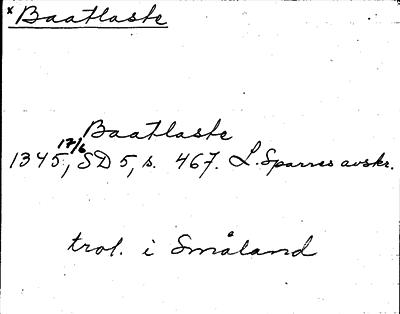 x Baatlaste
Baatlaste
1345 17/6, SD 5, s. 467. L. Sparres avskr.
trol. i Småland